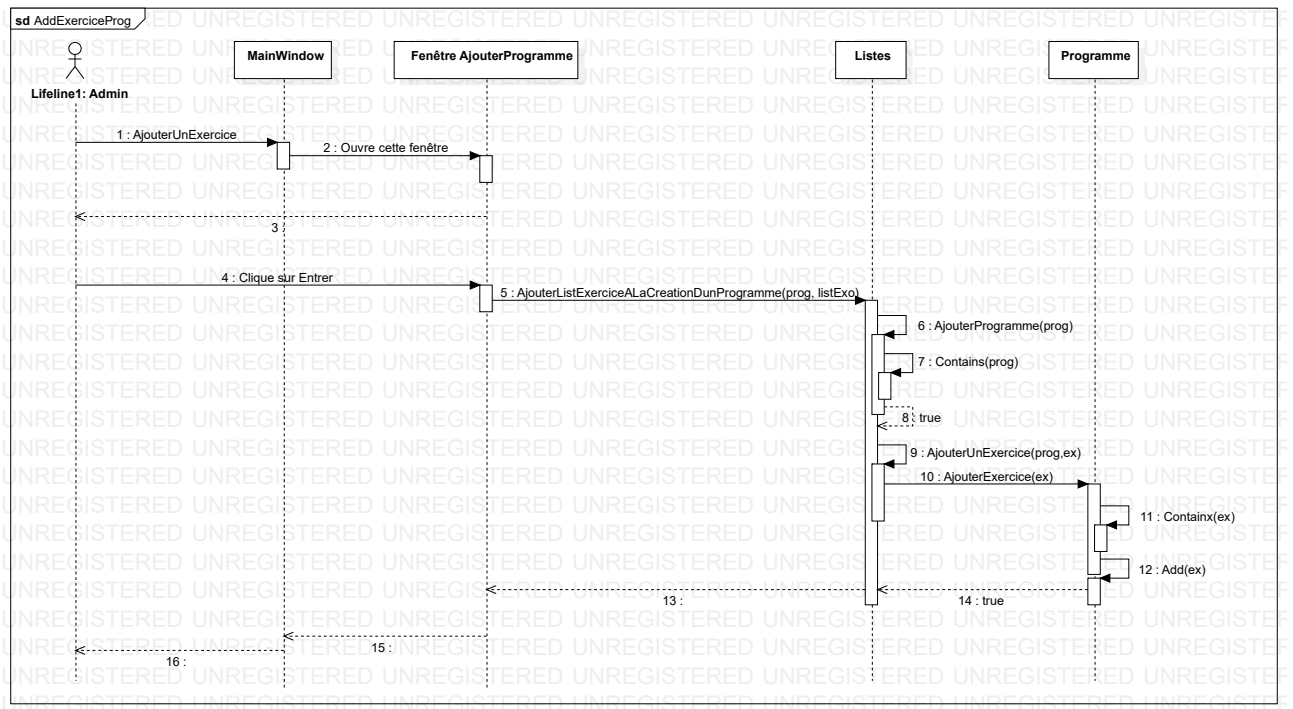 sd AddExerciceProg
MainWindow
Fenêtre AjouterProgramme
Listes
Programme
Lifeline1: Admin
1 : AjouterUnExercice
2 : Ouvre cette fenêtre
3 :
4 : Clique sur Entrer
5 : AjouterListExerciceALaCreationDunProgramme(prog, listExo)
6 : AjouterProgramme(prog)
7 : Contains(prog)
8 : true
9 : AjouterUnExercice(prog,ex)
10 : AjouterExercice(ex)
11 : Containx(ex)
12 : Add(ex)
13 :
14 : true
15 :
16 :
UNREGISTERED